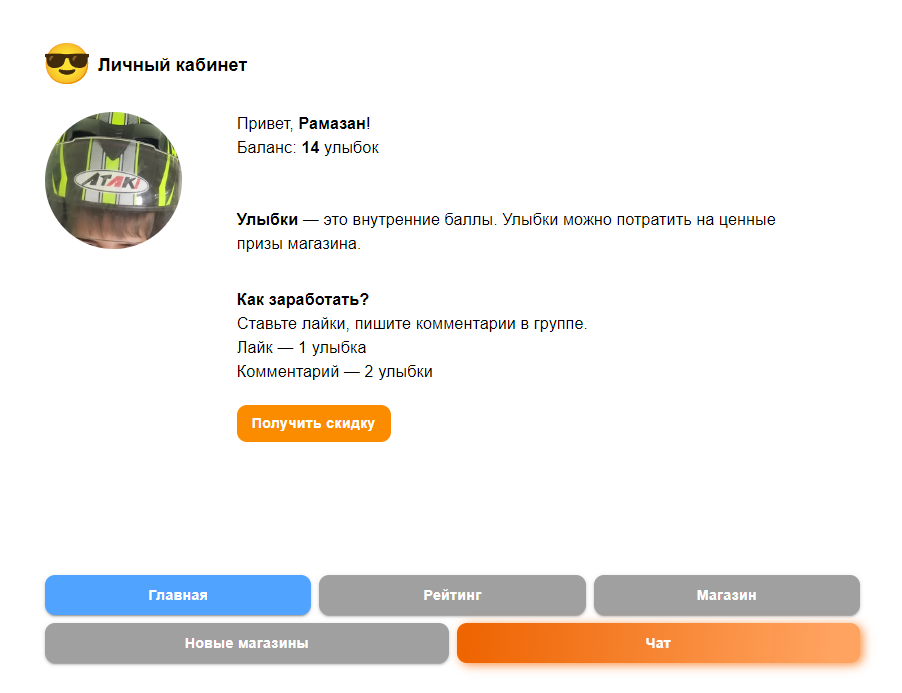 Личный кабинет
ATAKI
Привет, Рамазан!
Баланс: 14 улыбок
Улыбки — это внутренние баллы. Улыбки можно потратить на ценные
призы магазина.
Как заработать?
Ставьте лайки, пишите комментарии в группе.
Лайк — 1 улыбка
Комментарий — 2 улыбки
Получить скидку
Главная
Рейтинг
Магазин
Новые магазины
Чат